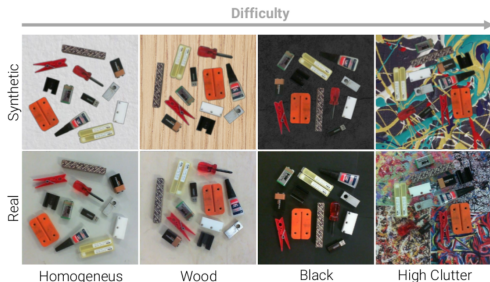 Difficulty
Synthetic
Real
Homogeneus
Wood
Black
High Clutter